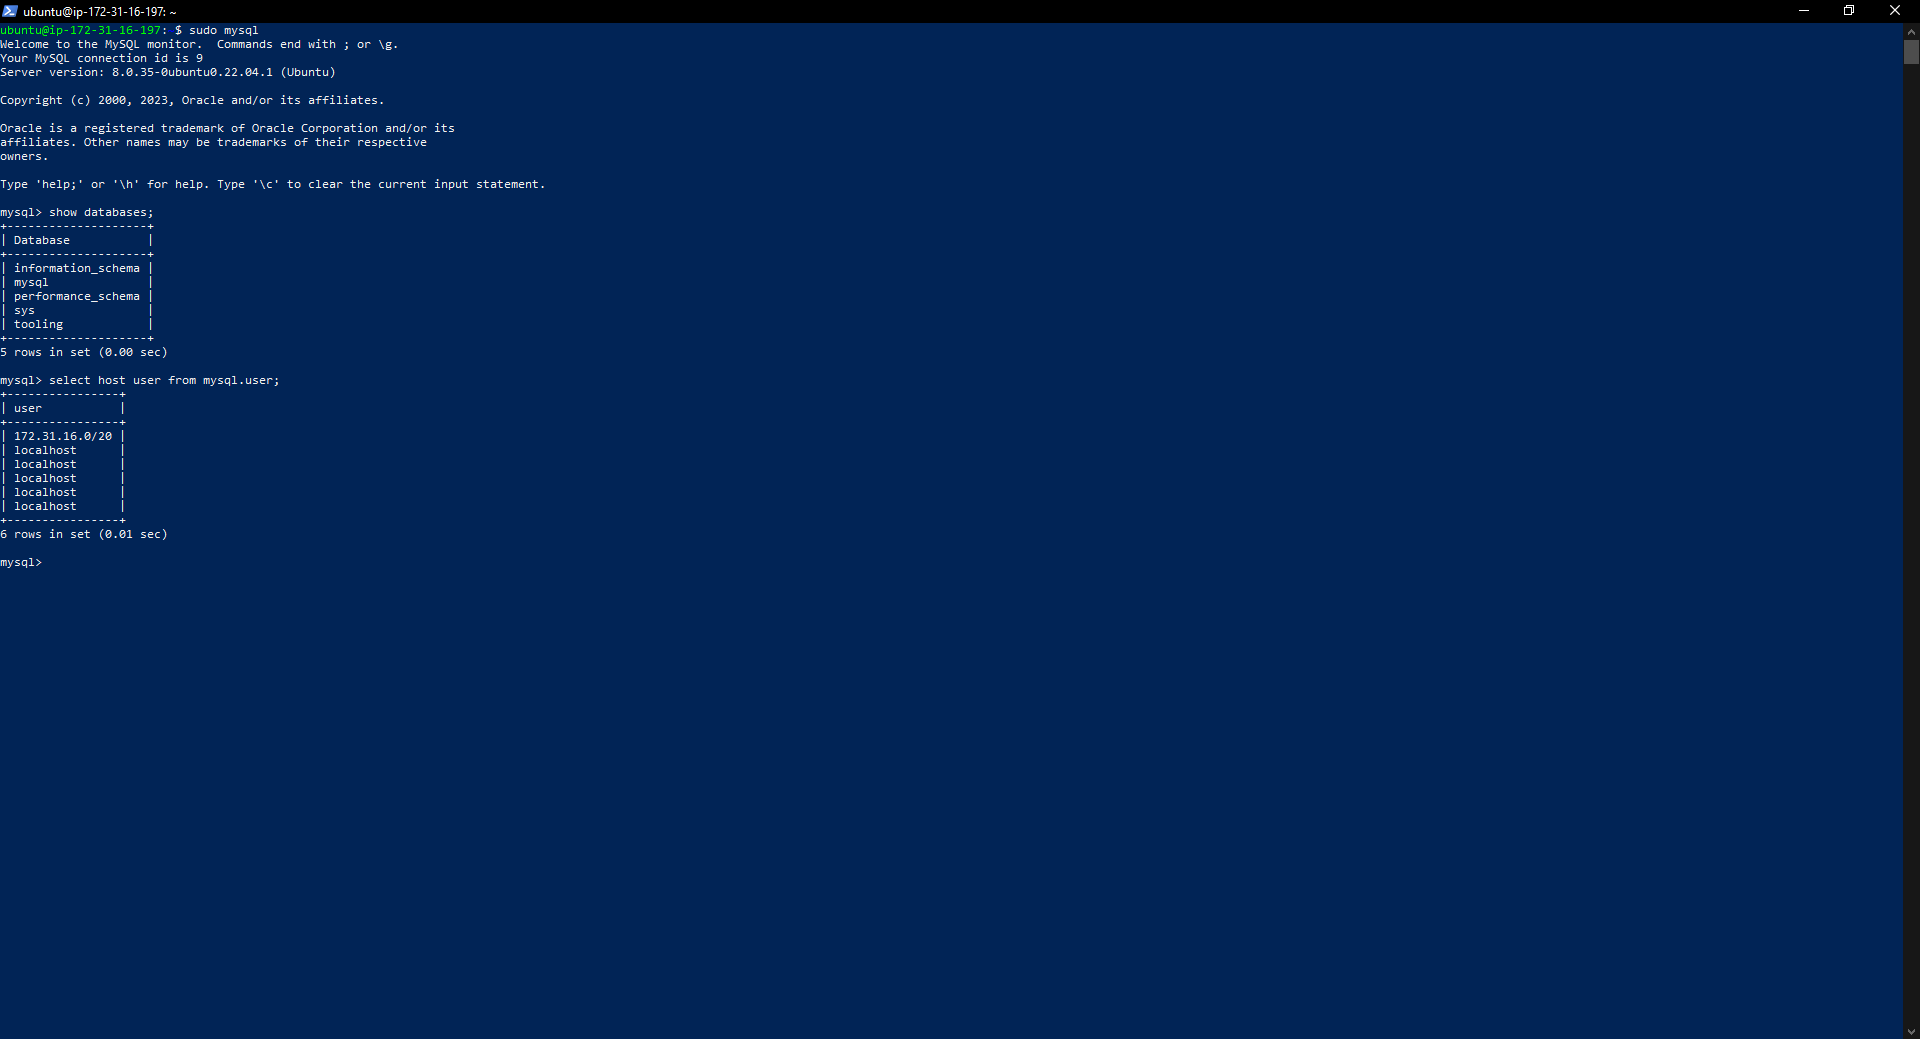 ubuntu@ip-172-31-16-197: ~
ubuntu@ip-172-31-16-197: $ sudo mysql
Welcome to the MySQL monitor.  Commands end with ; or \g.
Your MySQL connection id is 9
Server version: 8.0.35-0ubuntu0.22.04.1 (Ubuntu)

Copyright (c) 2000, 2023, Oracle and/or its affiliates.

Oracle is a registered trademark of Oracle Corporation and/or its
affiliates. Other names may be trademarks of their respective
owners.

Type 'help;' or '\h' for help. Type '\c' to clear the current input statement.

mysql> show databases;
+--------------------+
| Database           |
+--------------------+
| information_schema |
| mysql              |
| performance_schema |
| sys                |
| tooling            |
+--------------------+
5 rows in set (0.00 sec)

mysql> select host user from mysql.user;
+----------------+
| user           |
+----------------+
| 172.31.16.0/20 |
| localhost      |
| localhost      |
| localhost      |
| localhost      |
| localhost      |
+----------------+
6 rows in set (0.01 sec)

mysql>